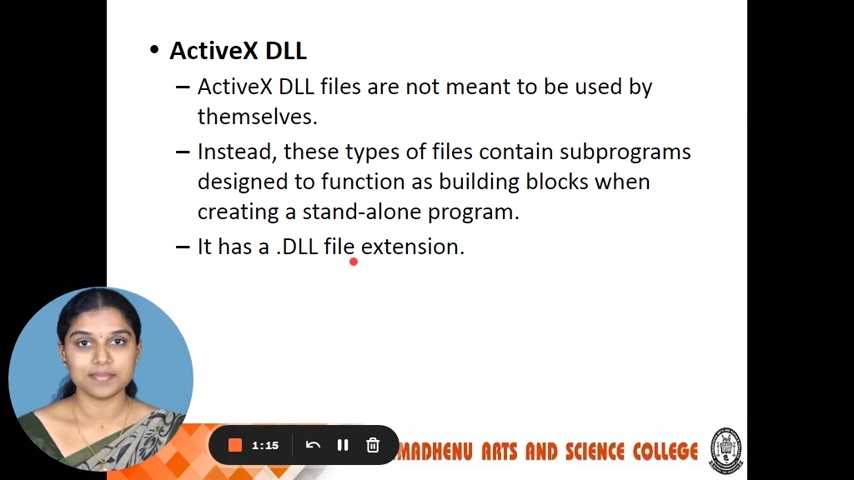 • ActiveX DLL
– ActiveX DLL files are not meant to be used by
themselves.
– Instead, these types of files contain subprograms
designed to function as building blocks when
creating a stand-alone program.
– It has a .DLL file extension.
1:15
MADHENU ARTS AND SCIENCE COLLEGE